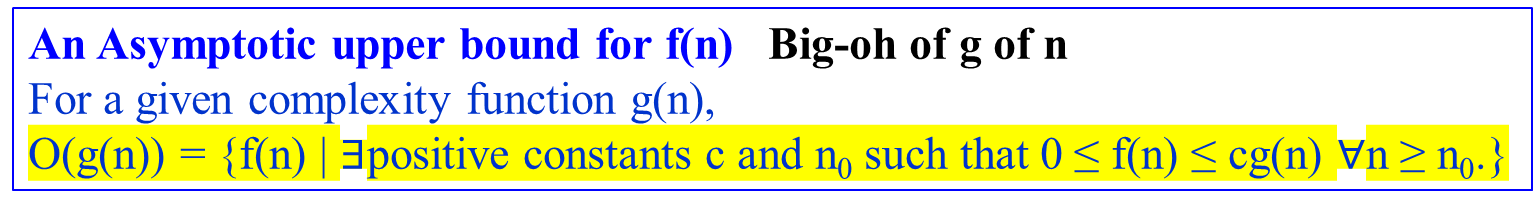 An Asymptotic upper bound for f(n) Big-oh of g of n
For a given complexity function g(n),
O(g(n)) = {f(n) | ∃positive constants c and n₀ such that 0 ≤ f(n) ≤ cg(n) ∀n ≥ n₀.}